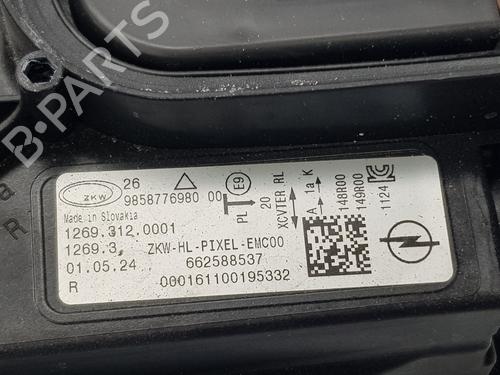 B-PARTS
ZKW
26
9858776980 00
Made in Slovakia
1269.312.0001
1269.3, ZKW-HL-PIXEL-EMC00
01.05.24
662588537
R
000161100195332
E9
PL
20
XCVTER RL
A 1a K
148R00
149R00
1124
a
R